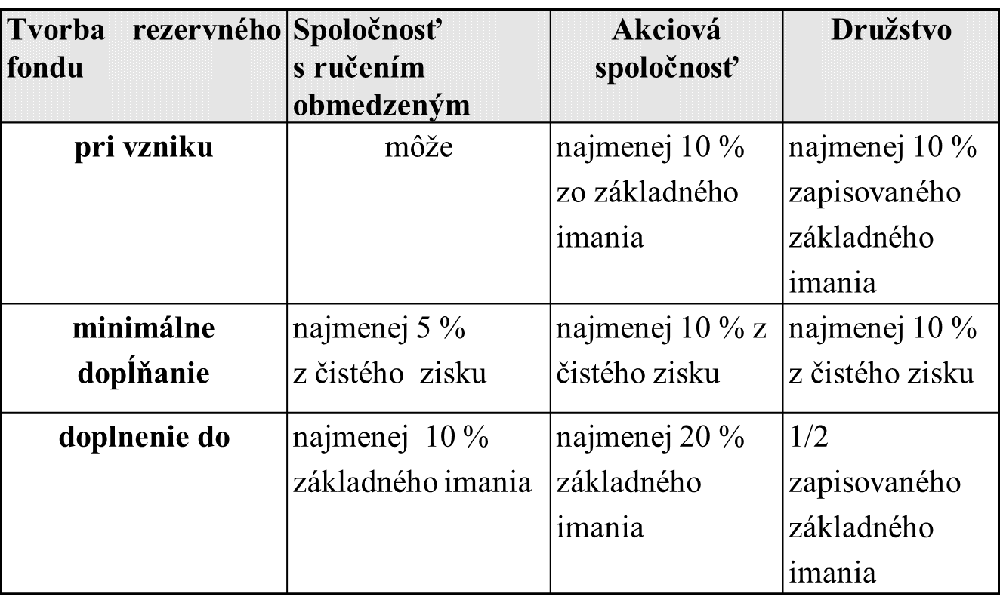 Tvorba rezervného
fondu
Spoločnosť
s ručením
obmedzeným
Akciová
spoločnosť
Družstvo
pri vzniku
môže
najmenej 10 %
zo základného
imania
najmenej 10 %
zapisovaného
základného
imania
minimálne
dopĺňanie
najmenej 5 %
z čistého zisku
najmenej 10 % z
čistého zisku
najmenej 10 %
z čistého zisku
doplnenie do
najmenej 10 %
základného imania
najmenej 20 %
základného
imania
1/2
zapisovaného
základného
imania